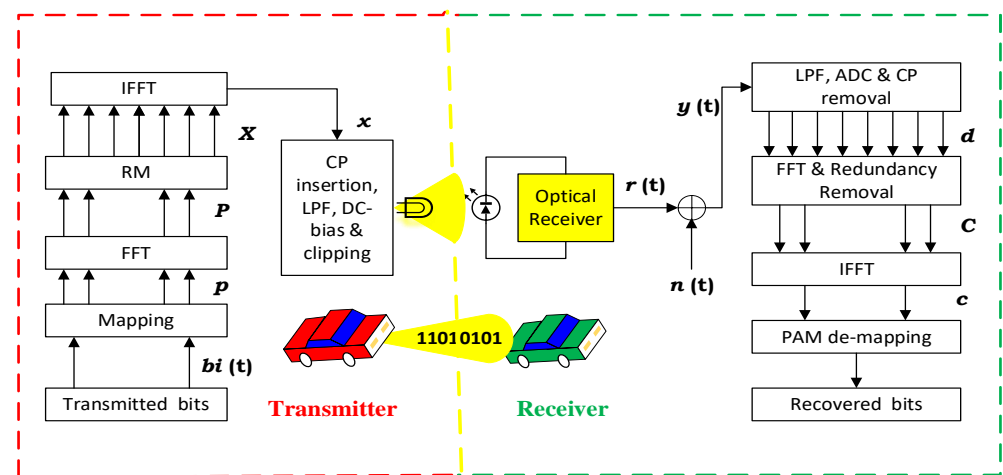 IFFT
X
RM
P
FFT
p
Mapping
bi (t)
Transmitted bits
x
CP
insertion,
LPF, DC-
bias &
clipping
Optical
Receiver
r (t)
n (t)
y (t)
LPF, ADC & CP
removal
d
FFT & Redundancy
Removal
C
IFFT
c
PAM de-mapping
Recovered bits
11010101
Transmitter
Receiver